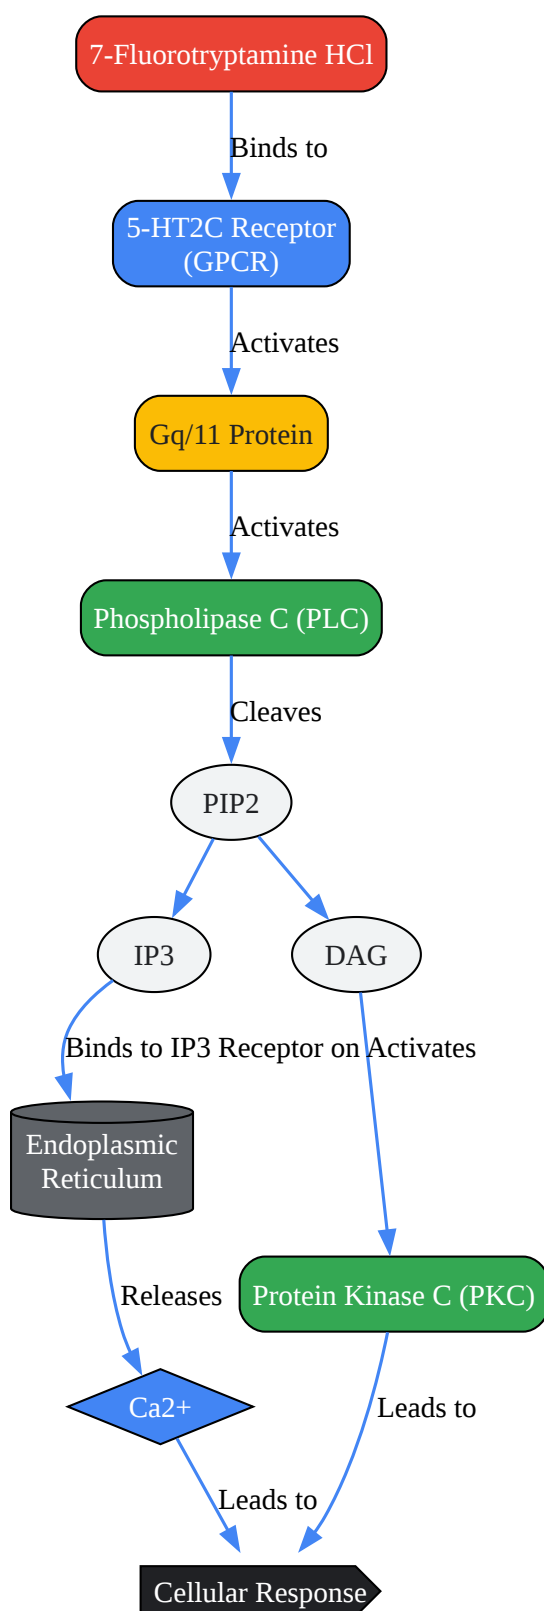 7-Fluorotryptamine HCl
Binds to
5-HT2C Receptor
(GPCR)
Activates
Gq/11 Protein
Activates
Phospholipase C (PLC)
Cleaves
PIP2
IP3
DAG
Binds to IP3 Receptor on
Activates
Endoplasmic
Reticulum
Releases
Protein Kinase C (PKC)
Ca2+
Leads to
Leads to
Cellular Response